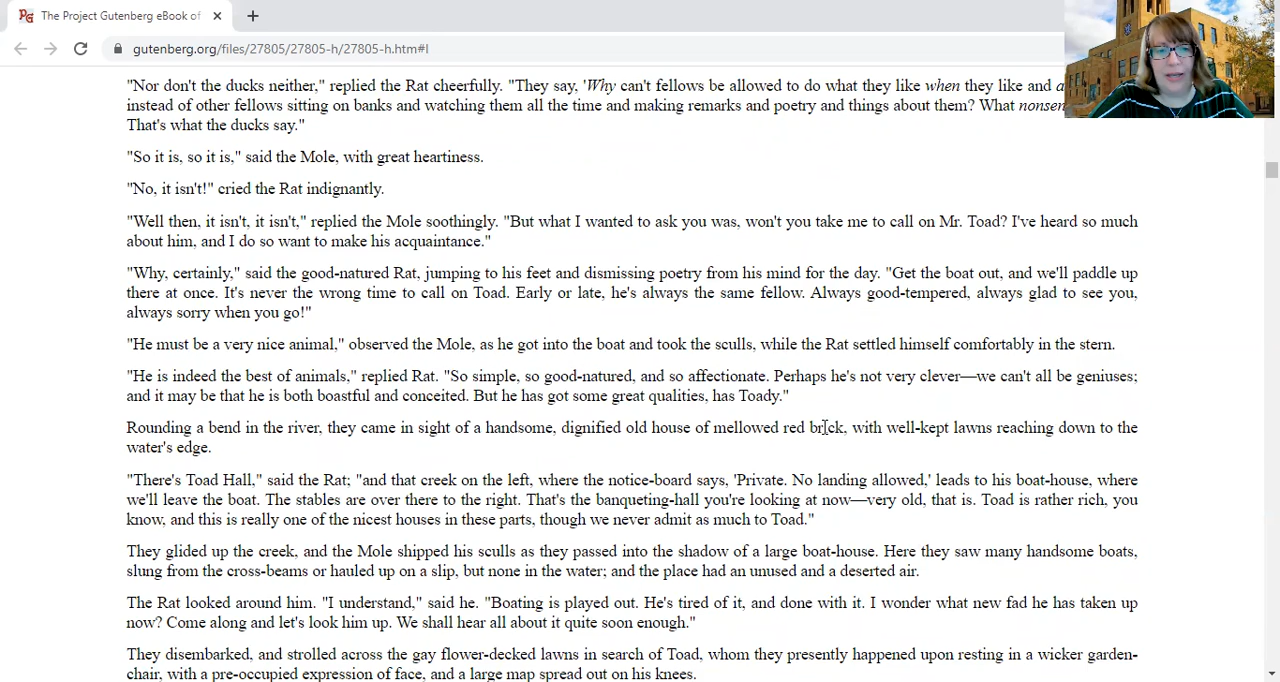 The Project Gutenberg eBook of
gutenberg.org/files/27805/27805-h/27805-h.htm#I
"Nor don't the ducks neither," replied the Rat cheerfully. "They say, 'Why can't fellows be allowed to do what they like when they like and
instead of other fellows sitting on banks and watching them all the time and making remarks and poetry and things about them? What
That's what the ducks say."
"So it is, so it is," said the Mole, with great heartiness.
"No, it isn't!" cried the Rat indignantly.
"Well then, it isn't, it isn't," replied the Mole soothingly. "But what I wanted to ask you was, won't you take me to call on Mr. Toad? I've heard so much
about him, and I do so want to make his acquaintance."
"Why, certainly," said the good-natured Rat, jumping to his feet and dismissing poetry from his mind for the day. "Get the boat out, and we'll paddle up
there at once. It's never the wrong time to call on Toad. Early or late, he's always the same fellow. Always good-tempered, always glad to see you,
always sorry when you go!"
"He must be a very nice animal," observed the Mole, as he got into the boat and took the sculls, while the Rat settled himself comfortably in the stern.
"He is indeed the best of animals," replied Rat. "So simple, so good-natured, and so affectionate. Perhaps he's not very clever—we can't all be geniuses;
and it may be that he is both boastful and conceited. But he has got some great qualities, has Toady."
Rounding a bend in the river, they came in sight of a handsome, dignified old house of mellowed red brick, with well-kept lawns reaching down to the
water's edge.
"There's Toad Hall," said the Rat; "and that creek on the left, where the notice-board says, 'Private. No landing allowed,' leads to his boat-house, where
we'll leave the boat. The stables are over there to the right. That's the banqueting-hall you're looking at now—very old, that is. Toad is rather rich, you
know, and this is really one of the nicest houses in these parts, though we never admit as much to Toad."
They glided up the creek, and the Mole shipped his sculls as they passed into the shadow of a large boat-house. Here they saw many handsome boats,
slung from the cross-beams or hauled up on a slip, but none in the water; and the place had an unused and a deserted air.
The Rat looked around him. "I understand," said he. "Boating is played out. He's tired of it, and done with it. I wonder what new fad he has taken up
now? Come along and let's look him up. We shall hear all about it quite soon enough."
They disembarked, and strolled across the gay flower-decked lawns in search of Toad, whom they presently happened upon resting in a wicker garden-
chair, with a pre-occupied expression of face, and a large map spread out on his knees.